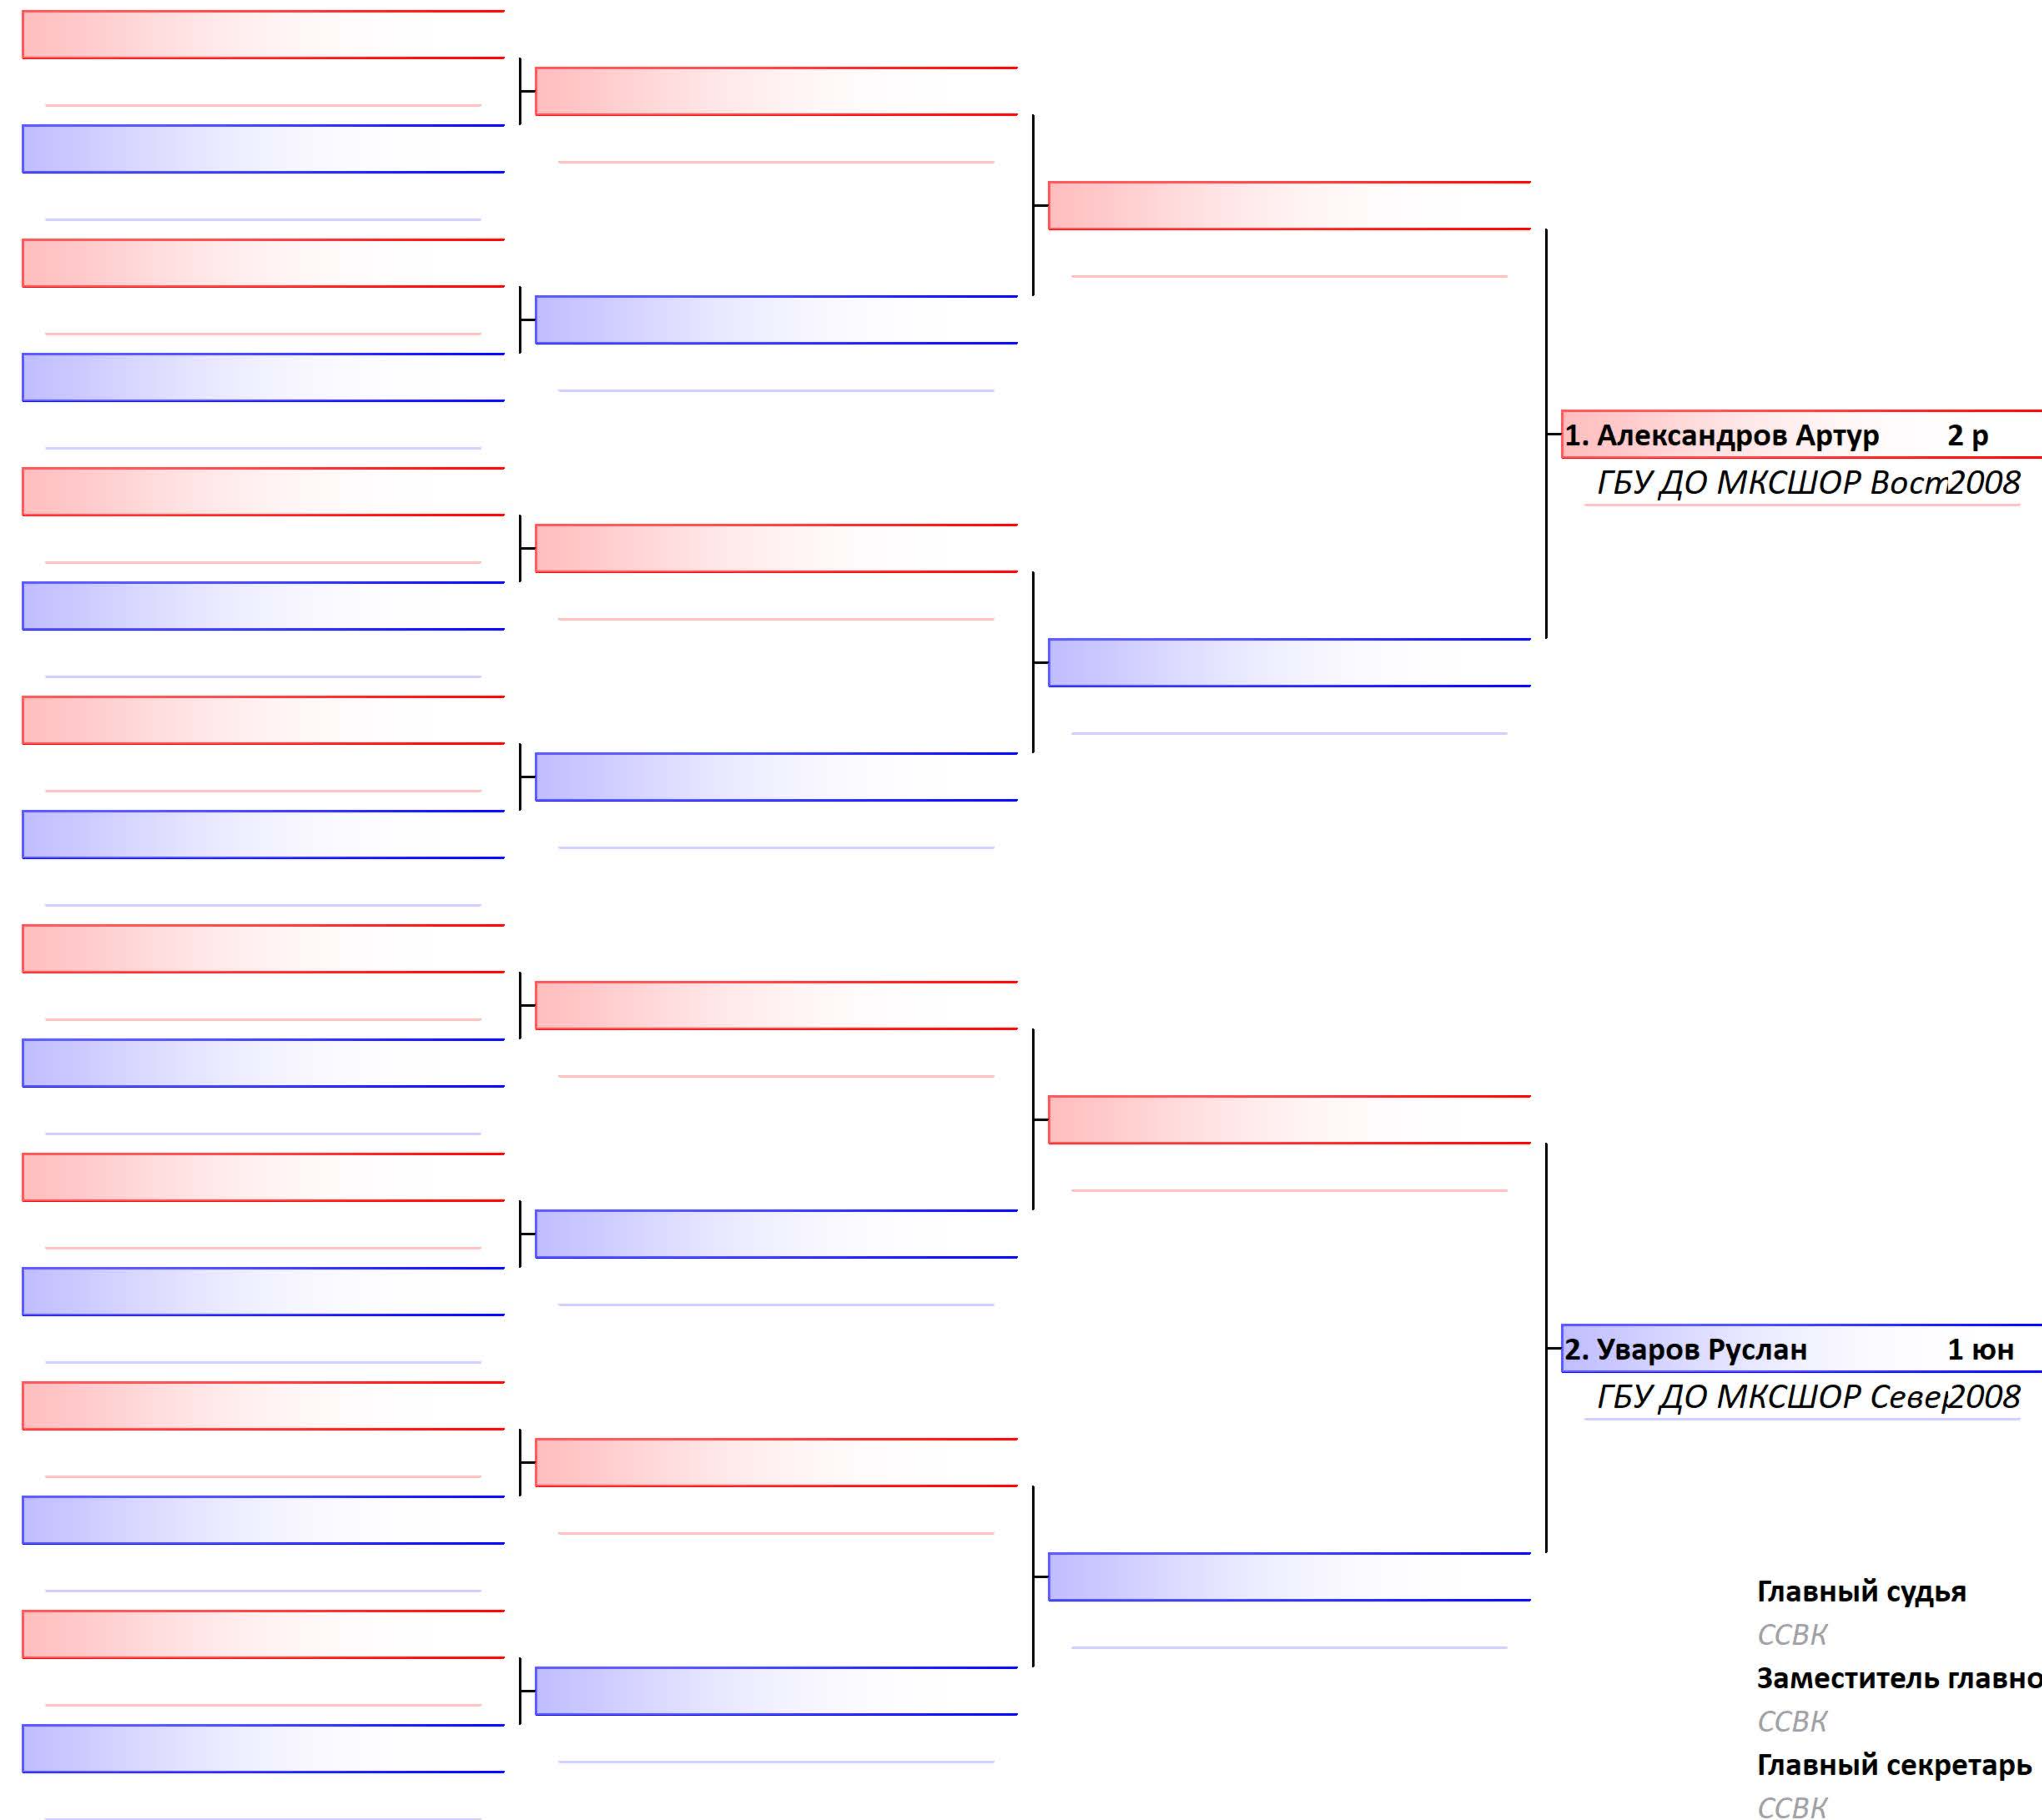 1. Александров Артур 2 р
ГБУ ДО МКСШОР Вост 2008
2. Уваров Руслан 1 юн
ГБУ ДО МКСШОР Север 2008
Главный судья
ССВК
Заместитель главно
ССВК
Главный секретарь
ССВК